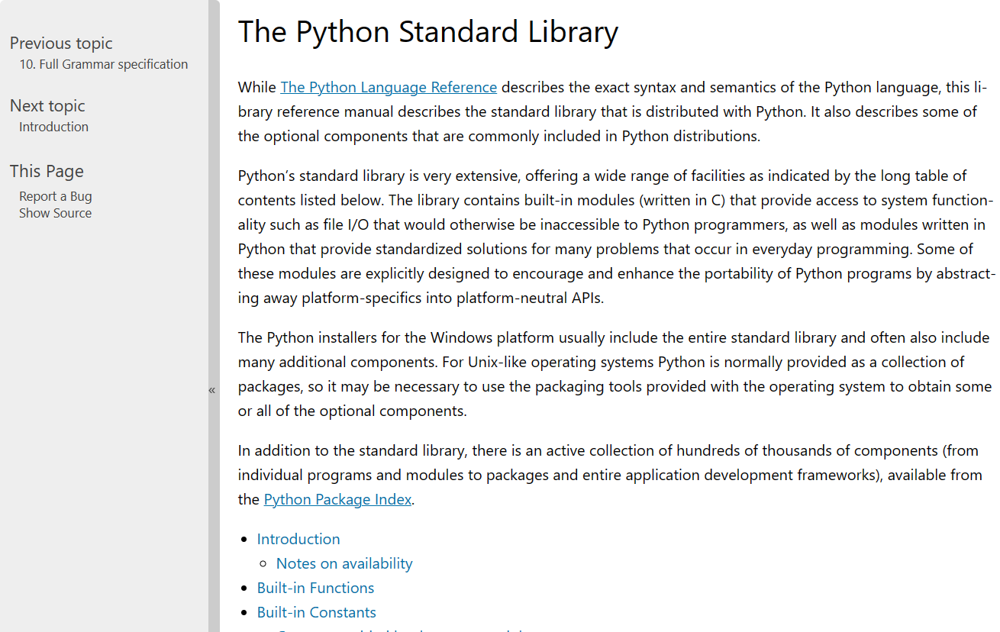 Previous topic
10. Full Grammar specification
Next topic
Introduction
This Page
Report a Bug
Show Source
«
The Python Standard Library
While The Python Language Reference describes the exact syntax and semantics of the Python language, this li-
brary reference manual describes the standard library that is distributed with Python. It also describes some of
the optional components that are commonly included in Python distributions.
Python’s standard library is very extensive, offering a wide range of facilities as indicated by the long table of
contents listed below. The library contains built-in modules (written in C) that provide access to system function-
ality such as file I/O that would otherwise be inaccessible to Python programmers, as well as modules written in
Python that provide standardized solutions for many problems that occur in everyday programming. Some of
these modules are explicitly designed to encourage and enhance the portability of Python programs by abstract-
ing away platform-specifics into platform-neutral APIs.
The Python installers for the Windows platform usually include the entire standard library and often also include
many additional components. For Unix-like operating systems Python is normally provided as a collection of
packages, so it may be necessary to use the packaging tools provided with the operating system to obtain some
or all of the optional components.
In addition to the standard library, there is an active collection of hundreds of thousands of components (from
individual programs and modules to packages and entire application development frameworks), available from
the Python Package Index.
• Introduction
◦ Notes on availability
• Built-in Functions
• Built-in Constants